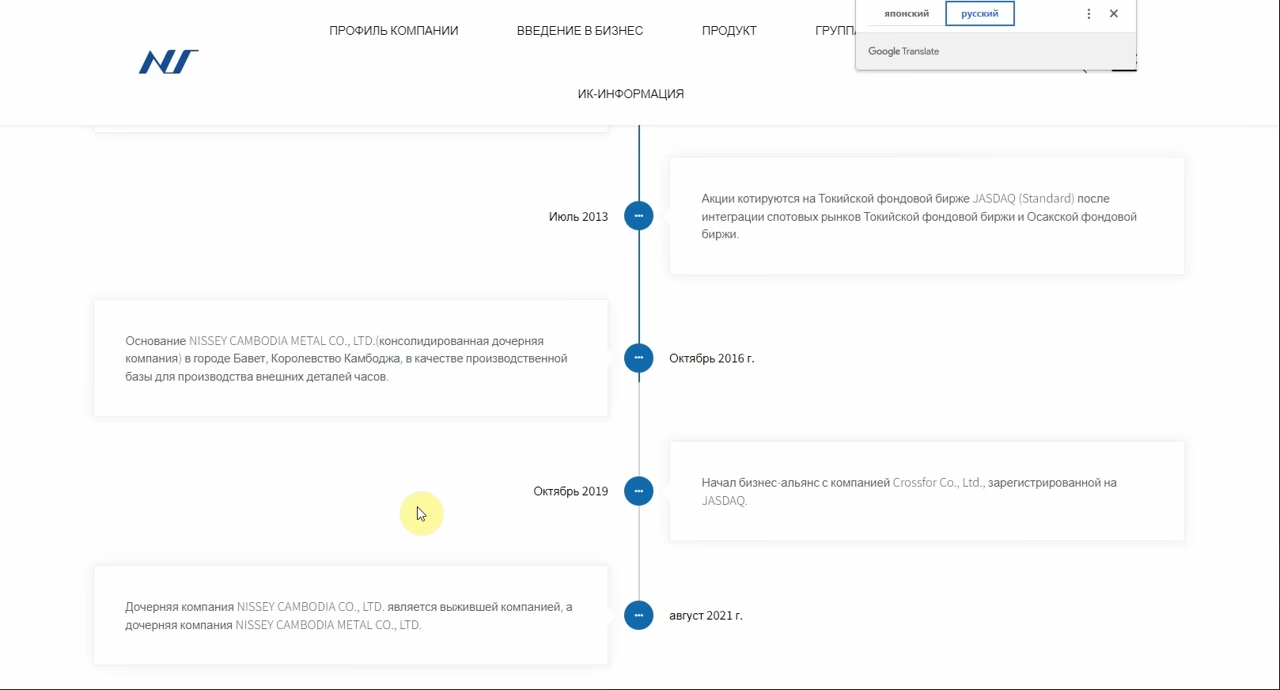 ПРОФИЛЬ КОМПАНИИ
ВВЕДЕНИЕ В БИЗНЕС
ПРОДУКТ
ГРУППА
ИК-ИНФОРМАЦИЯ
японский
русский
Google Translate
Июль 2013
Акции котируются на Токийской фондовой бирже JASDAQ (Standard) после
интеграции спотовых рынков Токийской фондовой биржи и Осакской фондовой
биржи.
Основание NISSEY CAMBODIA METAL CO., LTD.(консолидированная дочерняя
компания) в городе Бавет, Королевство Камбоджа, в качестве производственной
базы для производства внешних деталей часов.
Октябрь 2016 г.
Октябрь 2019
Начал бизнес-альянс с компанией Crossfor Co., Ltd., зарегистрированной на
JASDAQ.
Дочерняя компания NISSEY CAMBODIA CO., LTD. является выжившей компанией, а
дочерняя компания NISSEY CAMBODIA METAL CO., LTD.
август 2021 г.